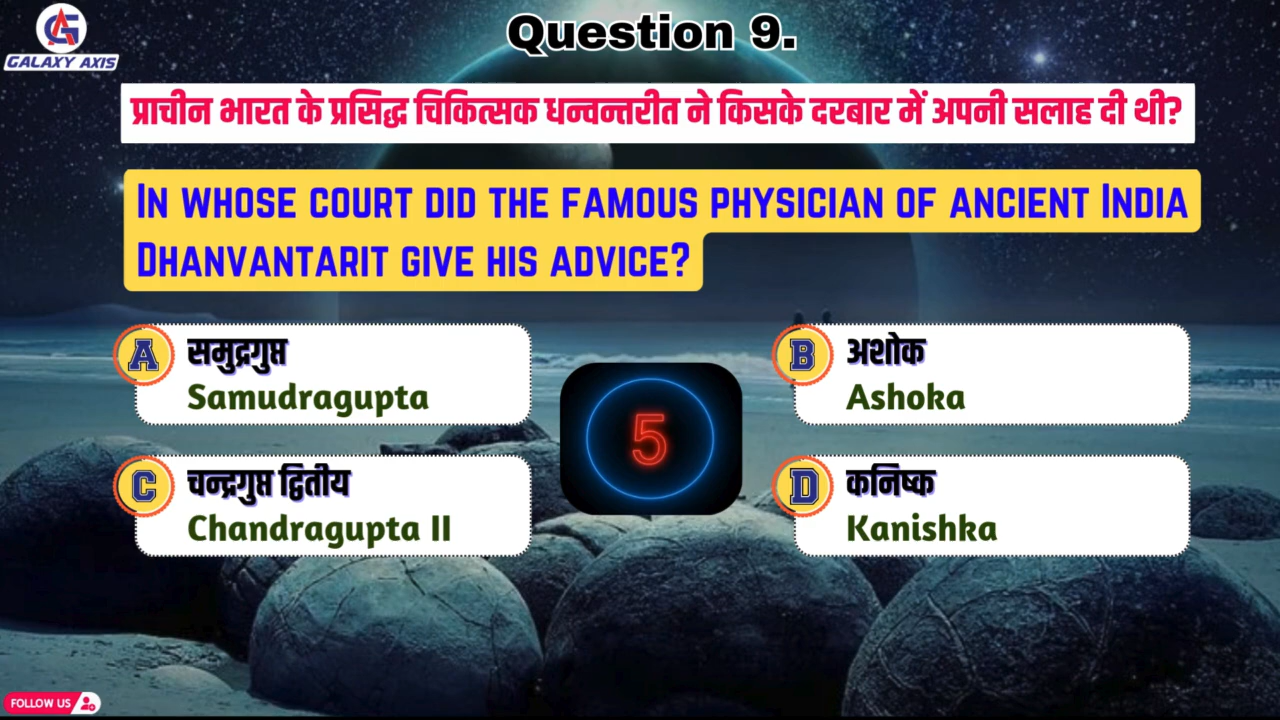 GALAXY AXIS
Question 9.
प्राचीन भारत के प्रसिद्ध चिकित्सक धन्वन्तरीत ने किसके दरबार में अपनी सलाह दी थी?
In whose court did the famous physician of ancient India
Dhanvantarit give his advice?
A समुद्रगुप्त
Samudragupta
B अशोक
Ashoka
5
C चन्द्रगुप्त द्वितीय
Chandragupta II
D कनिष्क
Kanishka
FOLLOW US